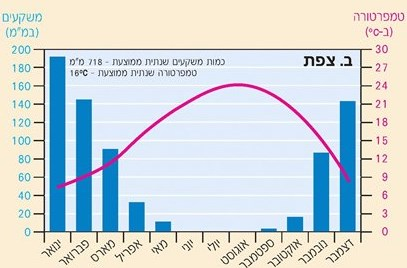 טמפרטורה
(ב-°c)
משקעים
(במ"מ)
ב. צפת
כמות משקעים שנתית ממוצעת - 718 מ"מ
טמפרטורה שנתית ממוצעת - 16°C
200
180
160
140
120
100
80
60
40
20
0
30
27
24
21
18
15
12
9
6
3
0
ינואר
פברואר
מארס
אפריל
מאי
יוני
יולי
אוגוסט
ספטמבר
אוקטובר
נובמבר
דצמבר